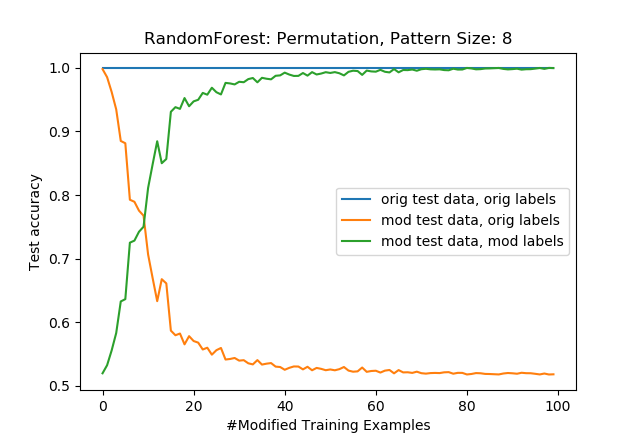 RandomForest: Permutation, Pattern Size: 8
1.0
0.9
0.8
0.7
0.6
0.5
Test accuracy
orig test data, orig labels
mod test data, orig labels
mod test data, mod labels
0 20 40 60 80 100
#Modified Training Examples